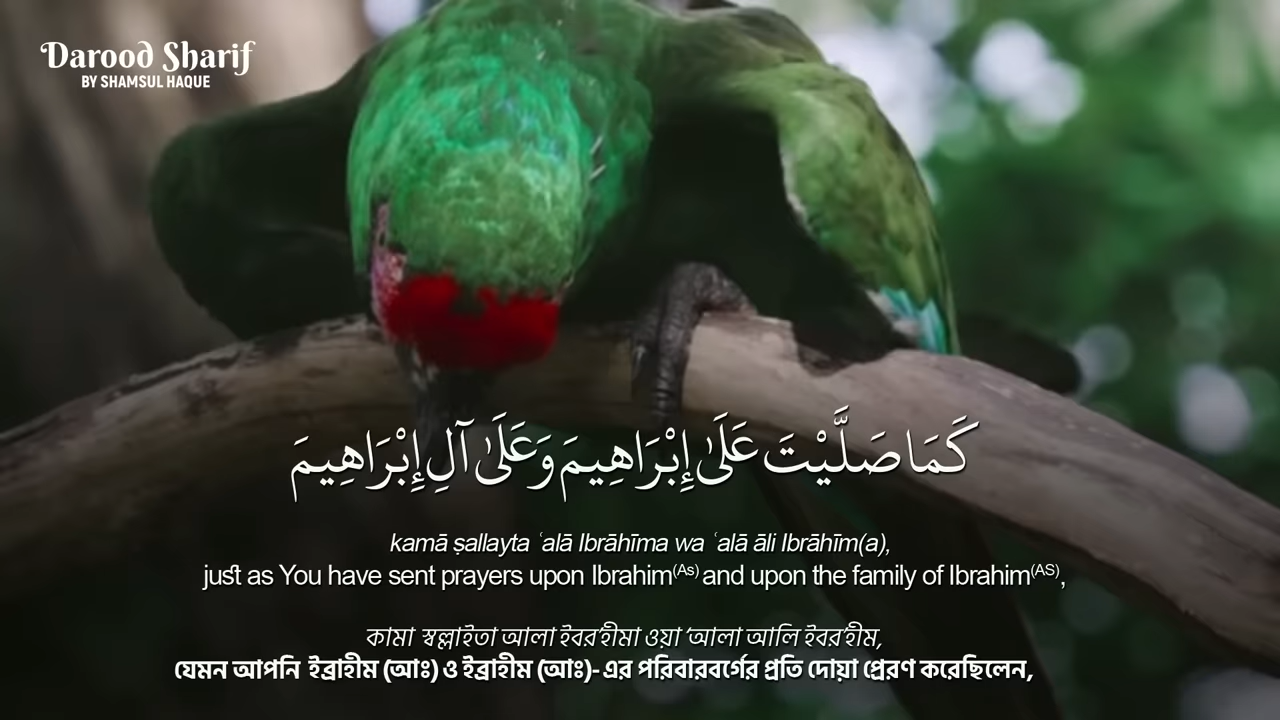 Darood Sharif
BY SHAMSUL HAQUE
كَمَا صَلَّيْتَ عَلَىٰ إِبْرَاهِيمَ وَعَلَىٰ آلِ إِبْرَاهِيمَ
kamā ṣallayta ʿalā Ibrāhīma wa ʿalā āli Ibrāhīm(a),
just as You have sent prayers upon Ibrahim(As) and upon the family of Ibrahim(AS),
কামা স্বল্লাইতা আলা ইবর'হীমা ওয়া 'আলা আলি ইবর'হীম,
যেমন আপনি ইব্রাহীম (আঃ) ও ইব্রাহীম (আঃ)- এর পরিবারবর্গের প্রতি দোয়া প্রেরণ করেছিলেন,